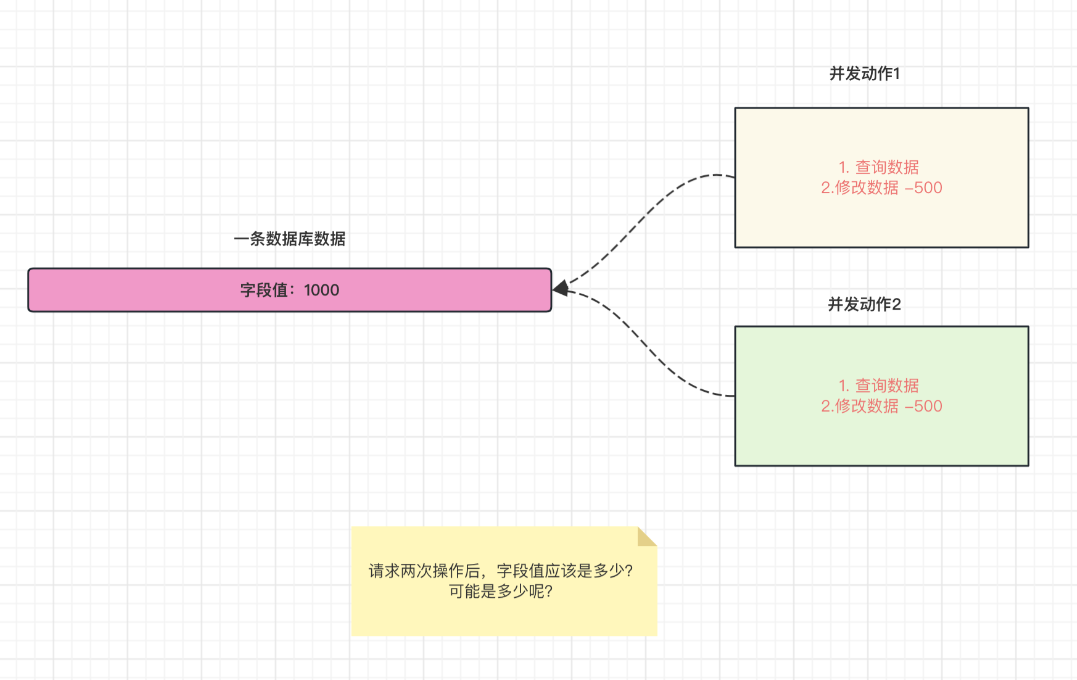 并发动作1
1. 查询数据
2.修改数据 -500
一条数据库数据
字段值：1000
并发动作2
1. 查询数据
2.修改数据 -500
请求两次操作后，字段值应该是多少？
可能是多少呢？